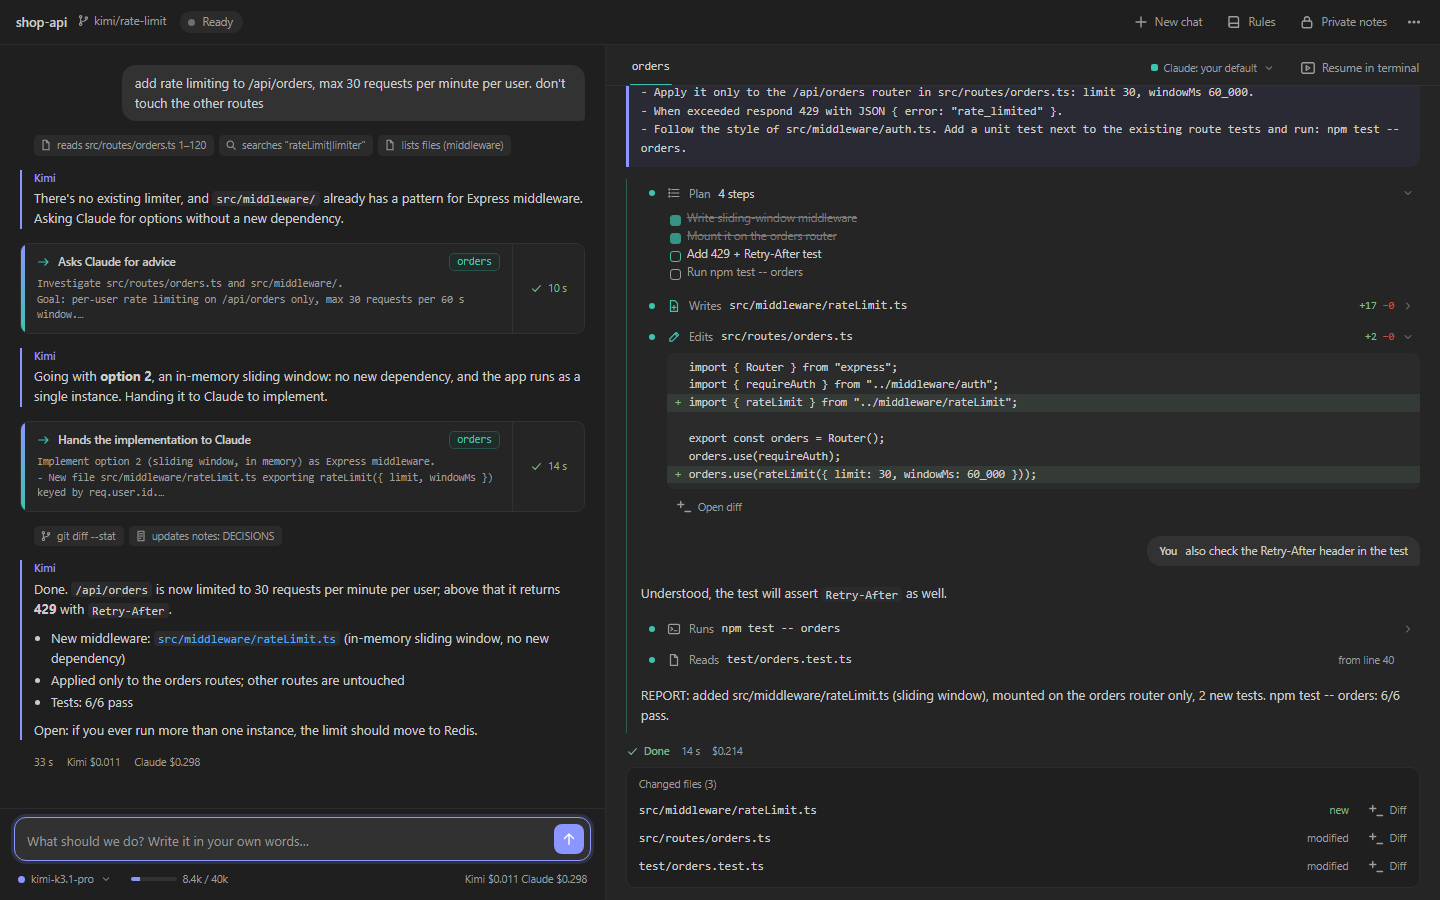 shop-api kimi/rate-limit Ready
New chat Rules Private notes
add rate limiting to /api/orders, max 30 requests per minute per user. don't
touch the other routes
reads src/routes/orders.ts 1–120 searches "rateLimit|limiter" lists files (middleware)
Kimi
There's no existing limiter, and src/middleware/ already has a pattern for Express middleware.
Asking Claude for options without a new dependency.
Asks Claude for advice orders
Investigate src/routes/orders.ts and src/middleware/.
Goal: per-user rate limiting on /api/orders only, max 30 requests per 60 s
window.…
10 s
Kimi
Going with option 2, an in-memory sliding window: no new dependency, and the app runs as a
single instance. Handing it to Claude to implement.
Hands the implementation to Claude orders
Implement option 2 (sliding window, in memory) as Express middleware.
- New file src/middleware/rateLimit.ts exporting rateLimit({ limit, windowMs })
keyed by req.user.id.…
14 s
git diff --stat updates notes: DECISIONS
Kimi
Done. /api/orders is now limited to 30 requests per minute per user; above that it returns
429 with Retry-After.
• New middleware: src/middleware/rateLimit.ts (in-memory sliding window, no new
dependency)
• Applied only to the orders routes; other routes are untouched
• Tests: 6/6 pass
Open: if you ever run more than one instance, the limit should move to Redis.
33 s Kimi $0.011 Claude $0.298
What should we do? Write it in your own words...
kimi-k3.1-pro 8.4k / 40k Kimi $0.011 Claude $0.298
orders Claude: your default Resume in terminal
- Apply it only to the /api/orders router in src/routes/orders.ts: limit 30, windowMs 60_000.
- When exceeded respond 429 with JSON { error: "rate_limited" }.
- Follow the style of src/middleware/auth.ts. Add a unit test next to the existing route tests and run: npm test --
orders.
Plan 4 steps
Write sliding-window middleware
Mount it on the orders router
Add 429 + Retry-After test
Run npm test -- orders
Writes src/middleware/rateLimit.ts +17 −0
Edits src/routes/orders.ts +2 −0
import { Router } from "express";
import { requireAuth } from "../middleware/auth";
+ import { rateLimit } from "../middleware/rateLimit";
export const orders = Router();
orders.use(requireAuth);
+ orders.use(rateLimit({ limit: 30, windowMs: 60_000 }));
Open diff
You also check the Retry-After header in the test
Understood, the test will assert Retry-After as well.
Runs npm test -- orders
Reads test/orders.test.ts from line 40
REPORT: added src/middleware/rateLimit.ts (sliding window), mounted on the orders router only, 2 new tests. npm test -- orders: 6/6
pass.
Done 14 s $0.214
Changed files (3)
src/middleware/rateLimit.ts new Diff
src/routes/orders.ts modified Diff
test/orders.test.ts modified Diff